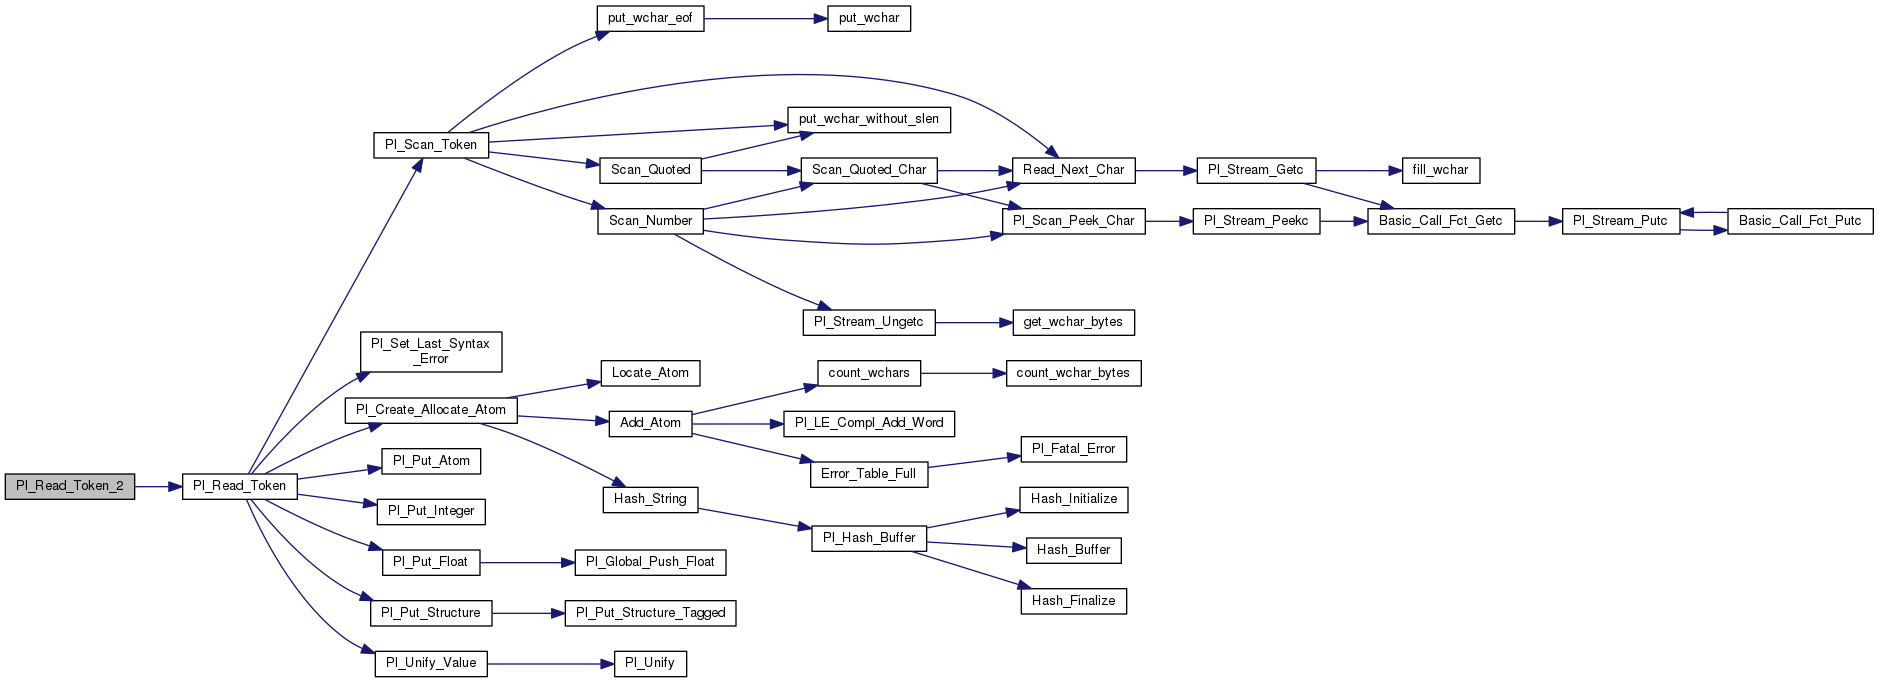 put_wchar_eof
put_wchar
put_wchar_without_slen
Pl_Scan_Token
Scan_Quoted
Scan_Quoted_Char
Read_Next_Char
Pl_Stream_Getc
fill_wchar
Scan_Number
Pl_Scan_Peek_Char
Pl_Stream_Peekc
Basic_Call_Fct_Getc
Pl_Stream_Putc
Basic_Call_Fct_Putc
Pl_Stream_Ungetc
get_wchar_bytes
Pl_Set_Last_Syntax
_Error
Locate_Atom
count_wchars
count_wchar_bytes
Pl_Create_Allocate_Atom
Add_Atom
Pl_LE_Compl_Add_Word
Pl_Fatal_Error
Pl_Put_Atom
Error_Table_Full
Pl_Read_Token_2
Pl_Read_Token
Hash_String
Hash_Initialize
Pl_Put_Integer
Pl_Hash_Buffer
Hash_Buffer
Pl_Put_Float
Pl_Global_Push_Float
Hash_Finalize
Pl_Put_Structure
Pl_Put_Structure_Tagged
Pl_Unify_Value
Pl_Unify